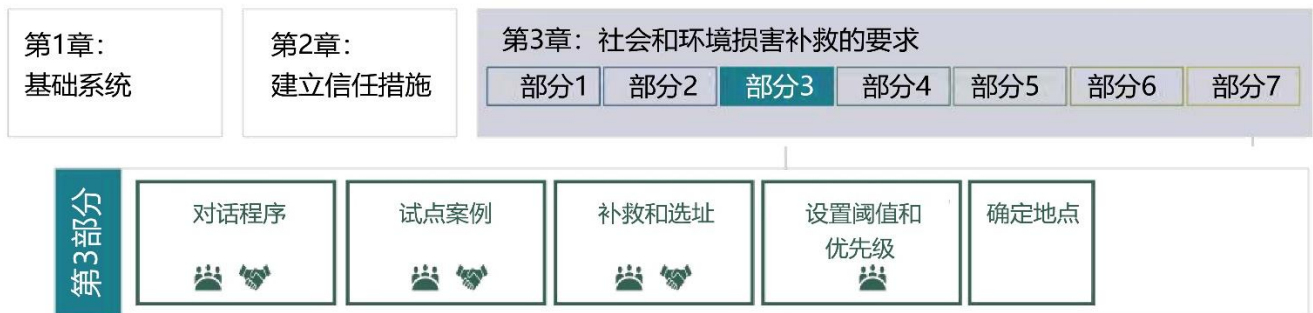 第1章：
基础系统
第2章：
建立信任措施
第3章：社会和环境损害补救的要求
部分1 部分2 部分3 部分4 部分5 部分6 部分7
第3部分
对话程序
试点案例
补救和选址
设置阈值和
优先级
确定地点